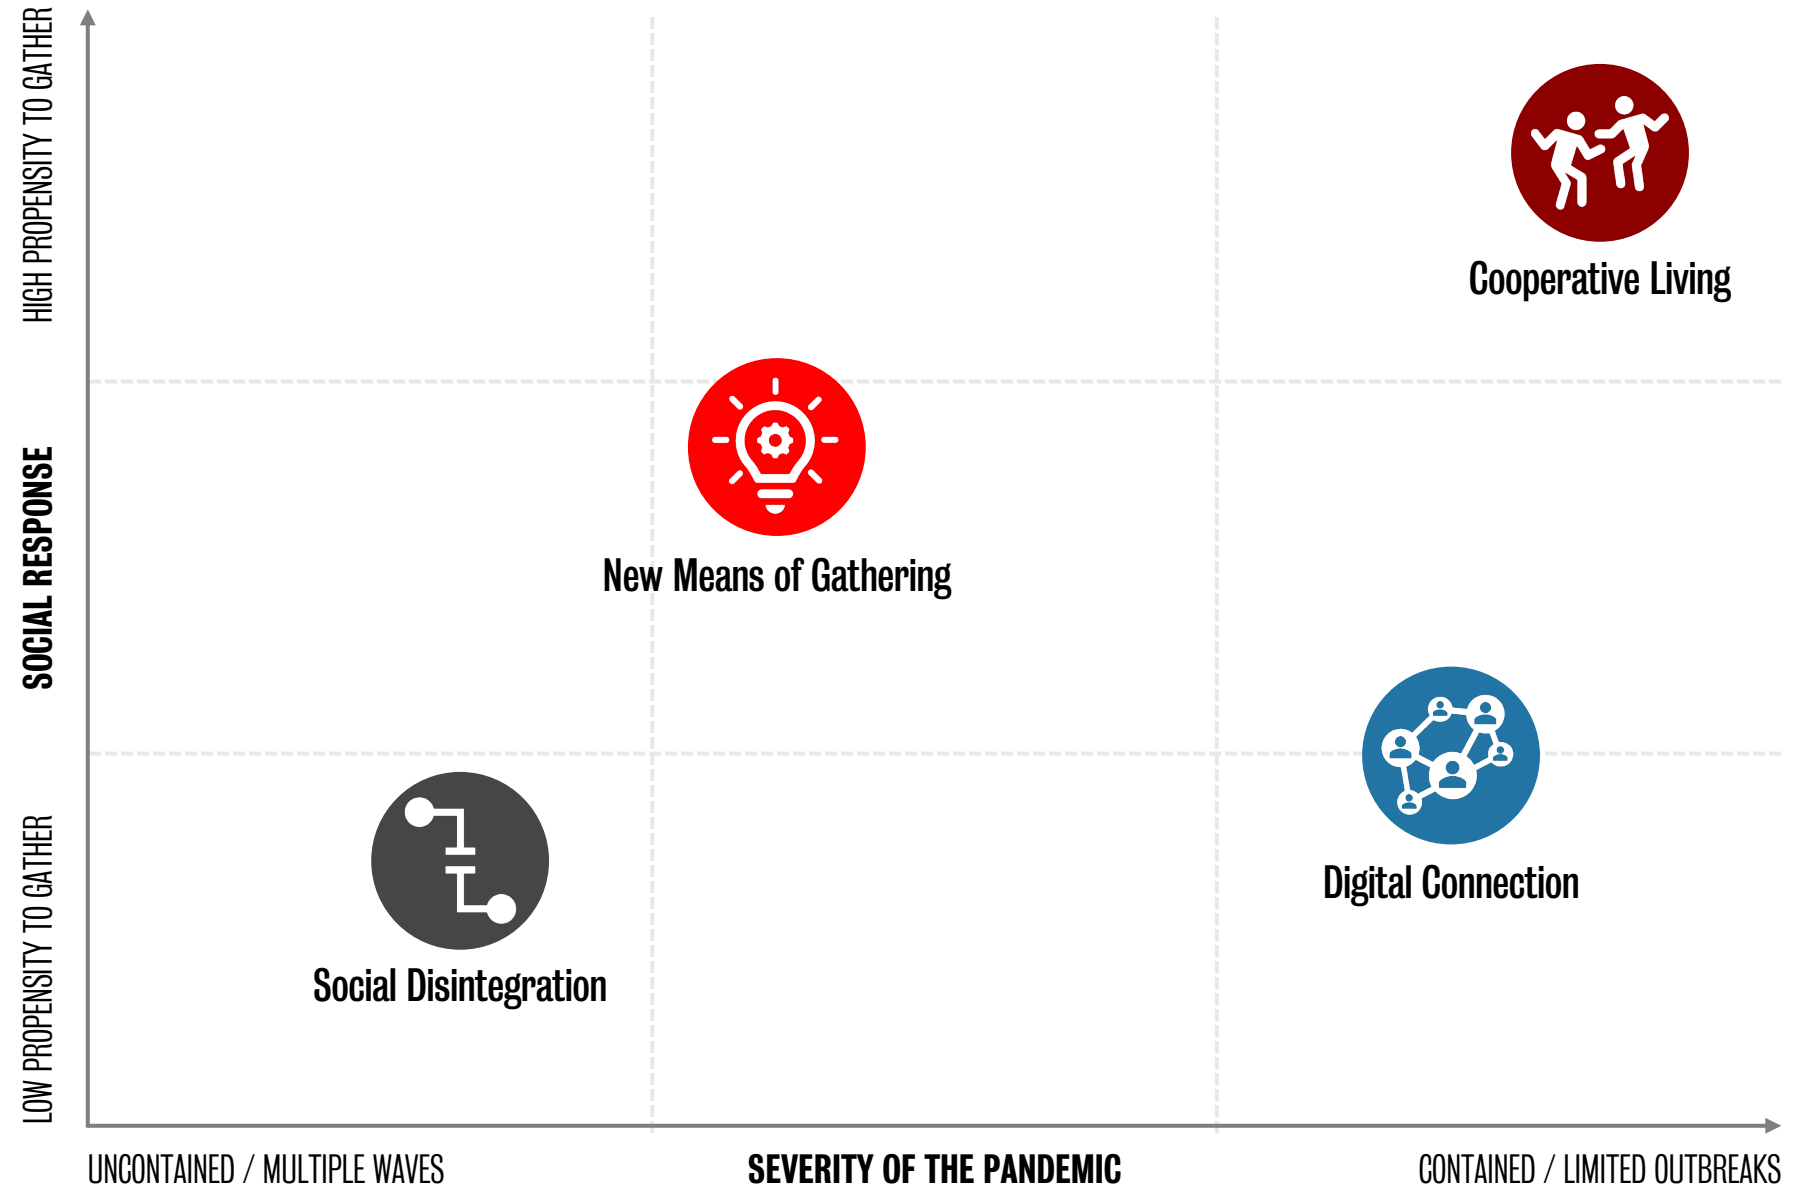 HIGH PROPENSITY TO GATHER
Cooperative Living
SOCIAL RESPONSE
New Means of Gathering
Digital Connection
LOW PROPENSITY TO GATHER
Social Disintegration
UNCONTAINED / MULTIPLE WAVES
SEVERITY OF THE PANDEMIC
CONTAINED / LIMITED OUTBREAKS